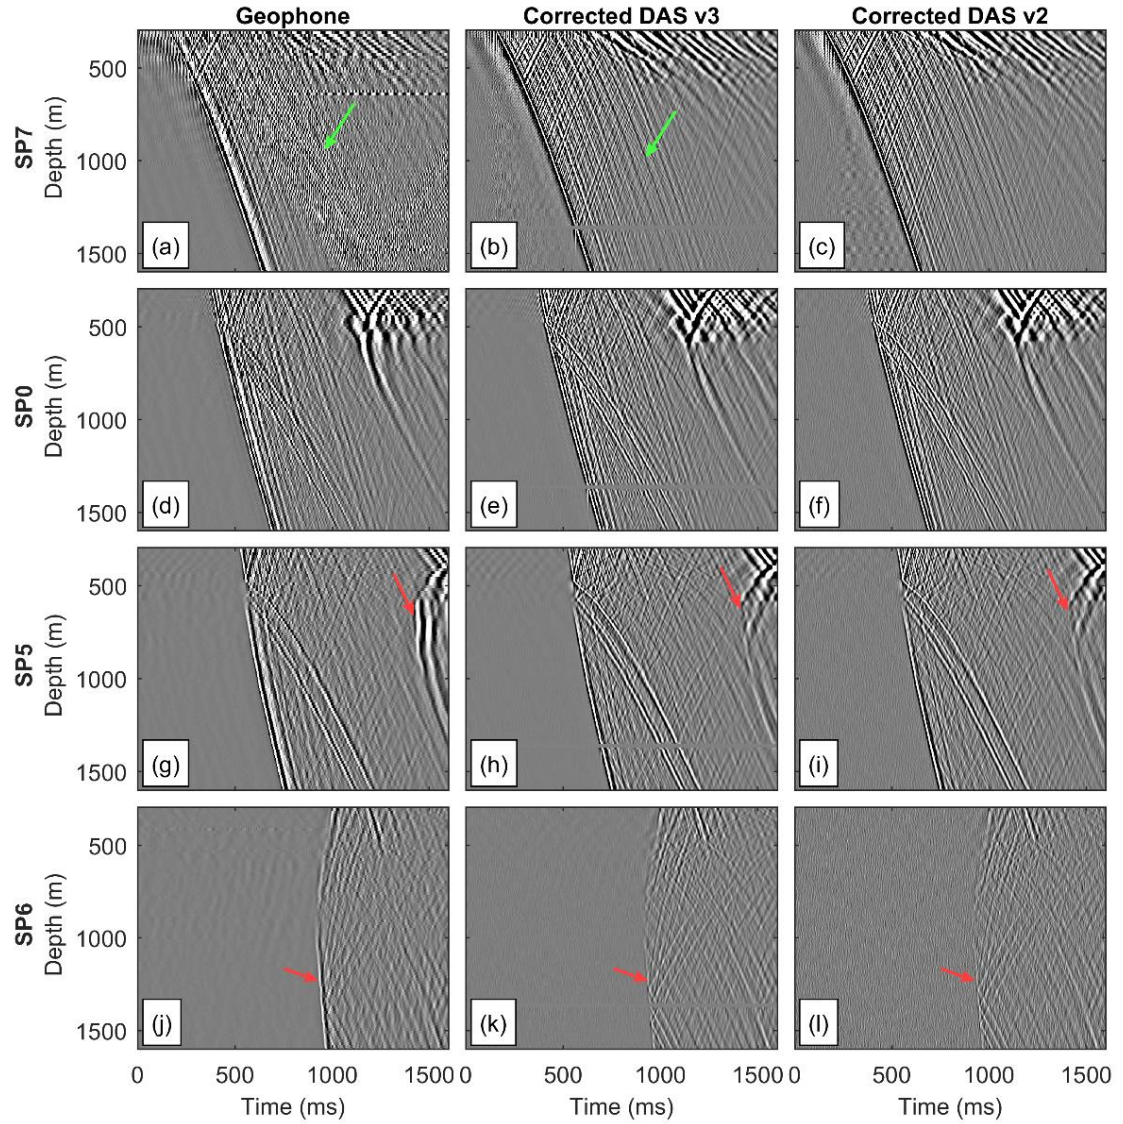 Geophone Corrected DAS v3 Corrected DAS v2
SP7
Depth (m)
500
1000
1500
(a) (b) (c)
SP0
Depth (m)
500
1000
1500
(d) (e) (f)
SP5
Depth (m)
500
1000
1500
(g) (h) (i)
SP6
Depth (m)
500
1000
1500
(j) (k) (l)
0 500 1000 1500 0 500 1000 1500 0 500 1000 1500
Time (ms) Time (ms) Time (ms)